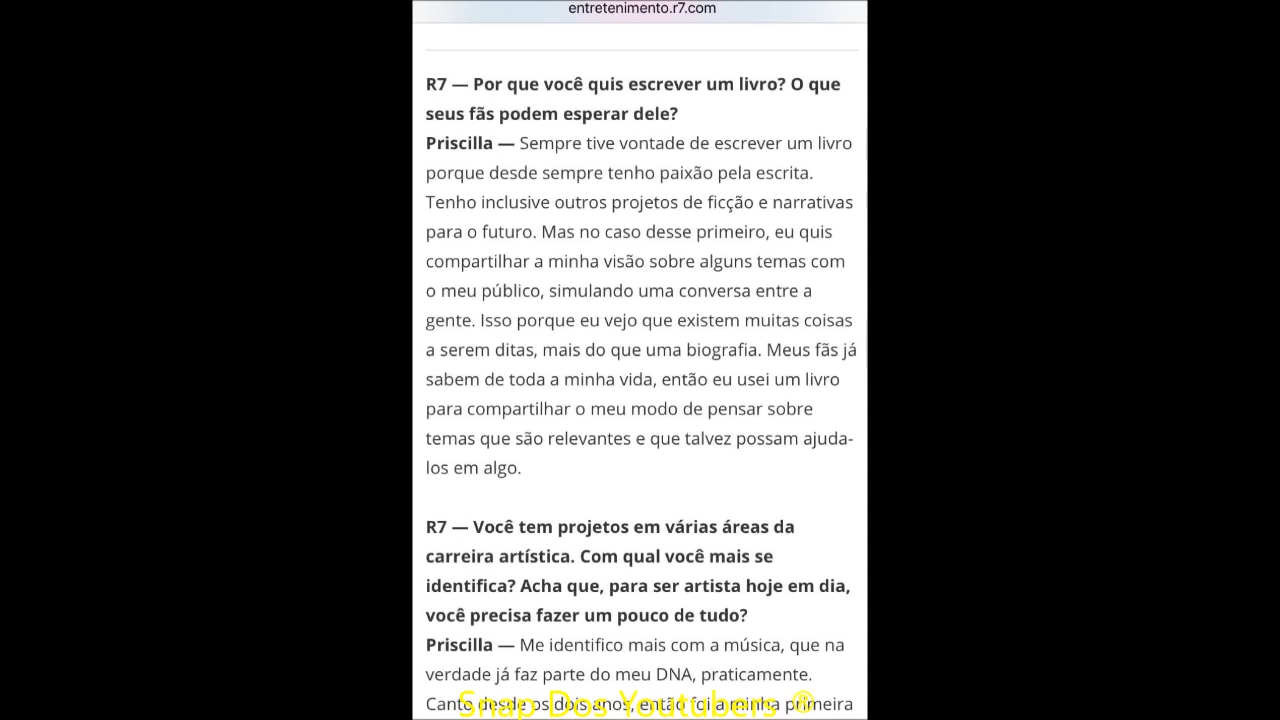 entretenimento.r7.com
R7 — Por que você quis escrever um livro? O que
seus fãs podem esperar dele?
Priscilla — Sempre tive vontade de escrever um livro
porque desde sempre tenho paixão pela escrita.
Tenho inclusive outros projetos de ficção e narrativas
para o futuro. Mas no caso desse primeiro, eu quis
compartilhar a minha visão sobre alguns temas com
o meu público, simulando uma conversa entre a
gente. Isso porque eu vejo que existem muitas coisas
a serem ditas, mais do que uma biografia. Meus fãs já
sabem de toda a minha vida, então eu usei um livro
para compartilhar o meu modo de pensar sobre
temas que são relevantes e que talvez possam ajuda-
los em algo.
R7 — Você tem projetos em várias áreas da
carreira artística. Com qual você mais se
identifica? Acha que, para ser artista hoje em dia,
você precisa fazer um pouco de tudo?
Priscilla — Me identifico mais com a música, que na
verdade já faz parte do meu DNA, praticamente.
Canto desde os dois anos, então foi a minha primeira
Snap Dos Youtubers ®